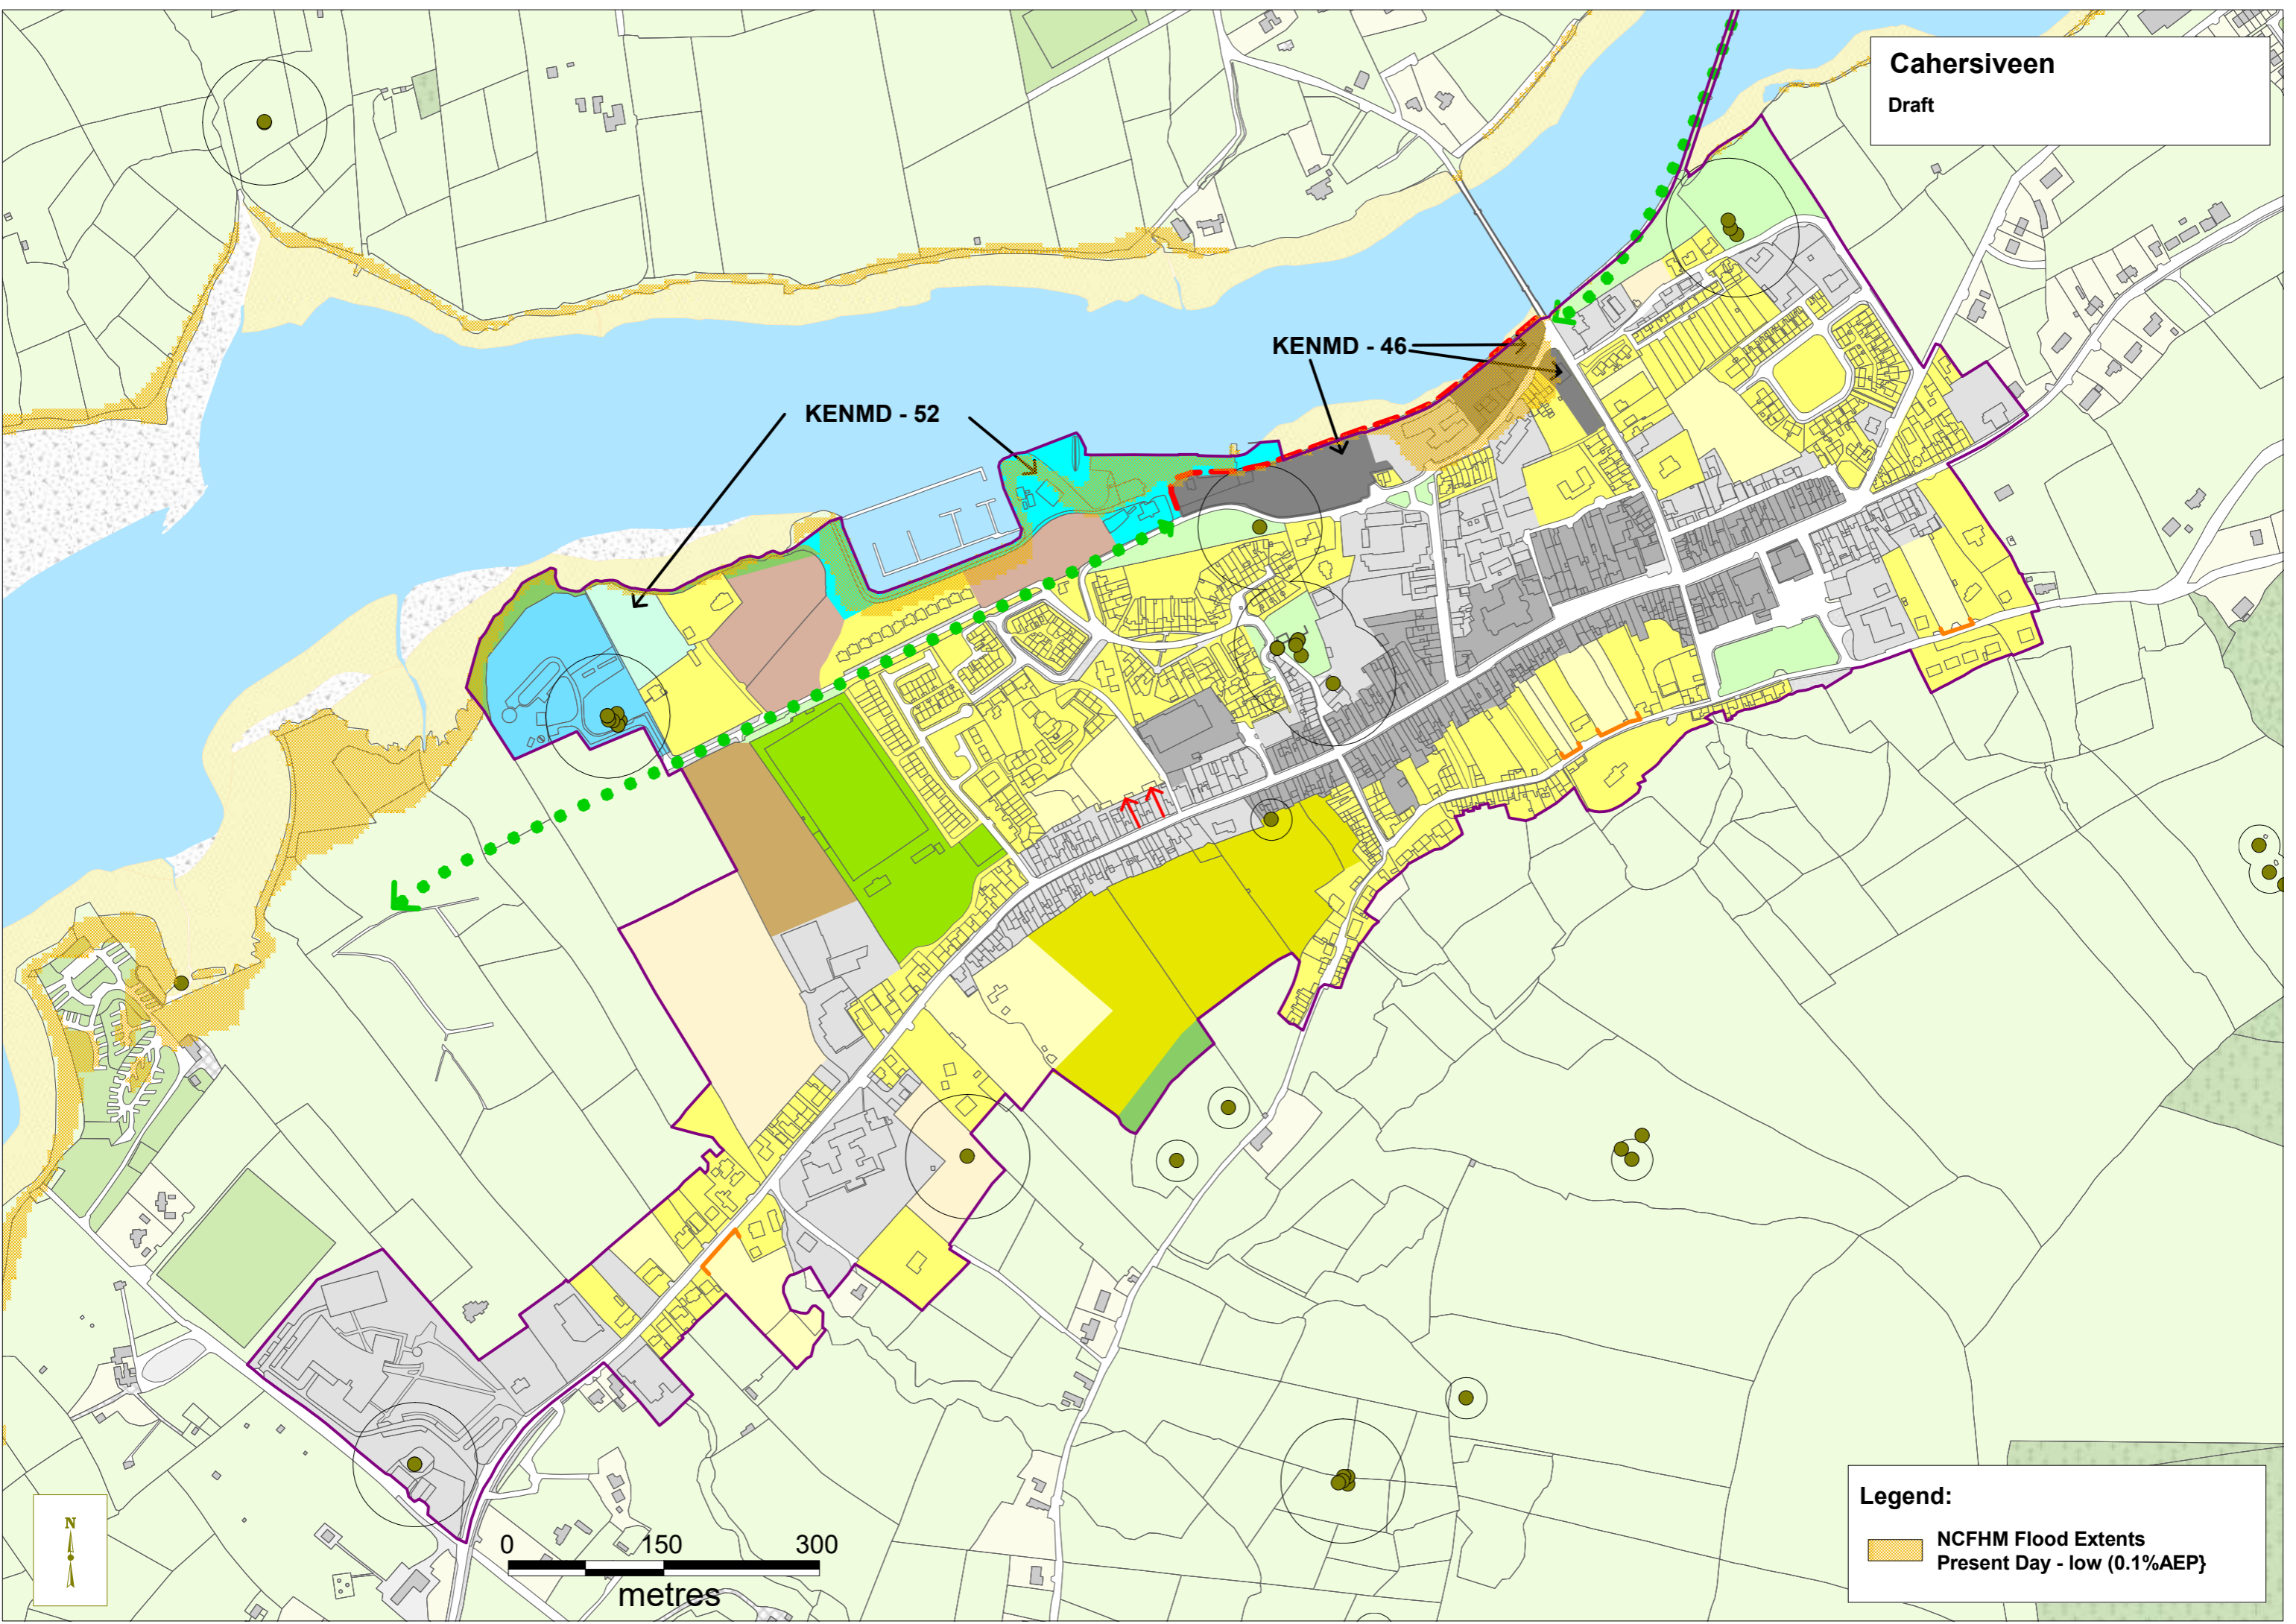 Cahersiveen
Draft
KENMD - 46
KENMD - 52
Legend:
NCFHM Flood Extents
Present Day - low (0.1%AEP}
N
0 150 300
metres